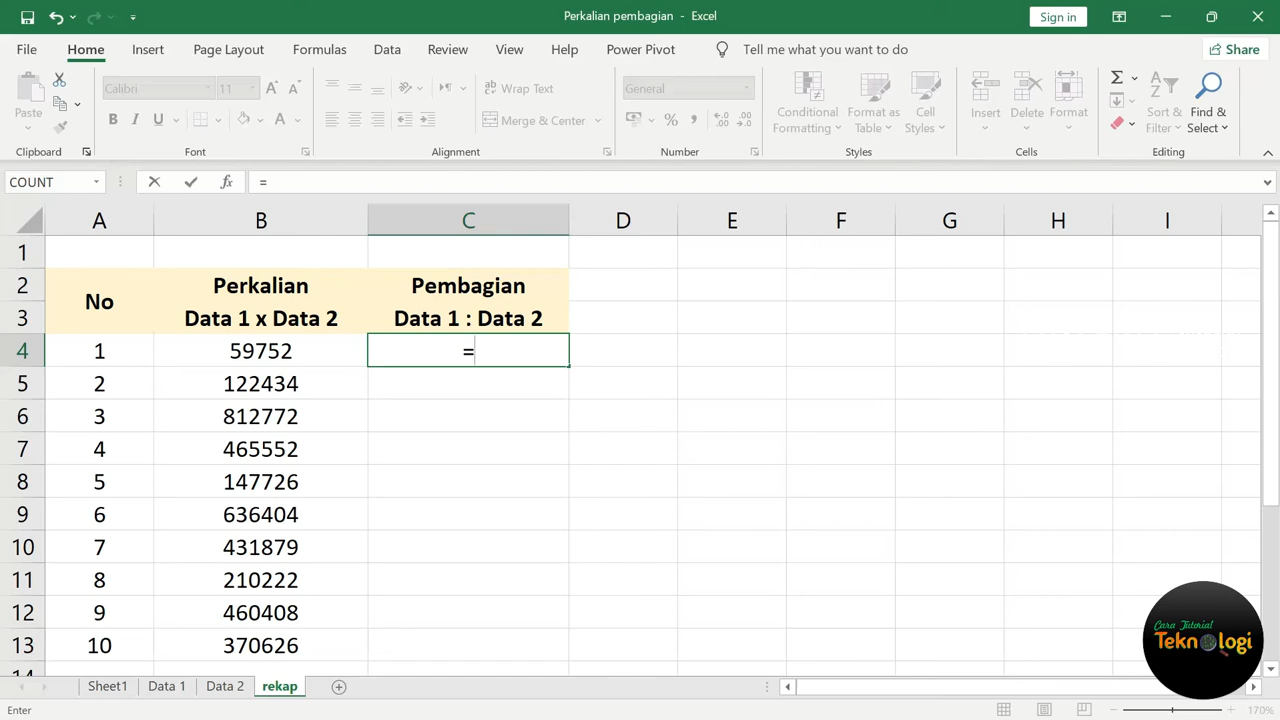 Perkalian pembagian - Excel
Sign in
File Home Insert Page Layout Formulas Data Review View Help Power Pivot Tell me what you want to do Share
Paste
Calibri 11
B I U A
Wrap Text
Merge & Center
General
%
Conditional Formatting
Format as Table
Cell Styles
Insert Delete Format
Sort & Filter
Find & Select
Clipboard Font Alignment Number Styles Cells Editing
COUNT fx =
A B C D E F G H I
1
2 No Perkalian Pembagian
3 Data 1 x Data 2 Data 1 : Data 2
4 1 59752 =
5 2 122434
6 3 812772
7 4 465552
8 5 147726
9 6 636404
10 7 431879
11 8 210222
12 9 460408
13 10 370626
14
Cara Tutorial
Teknologi
Sheet1 Data 1 Data 2 rekap
Enter 170%